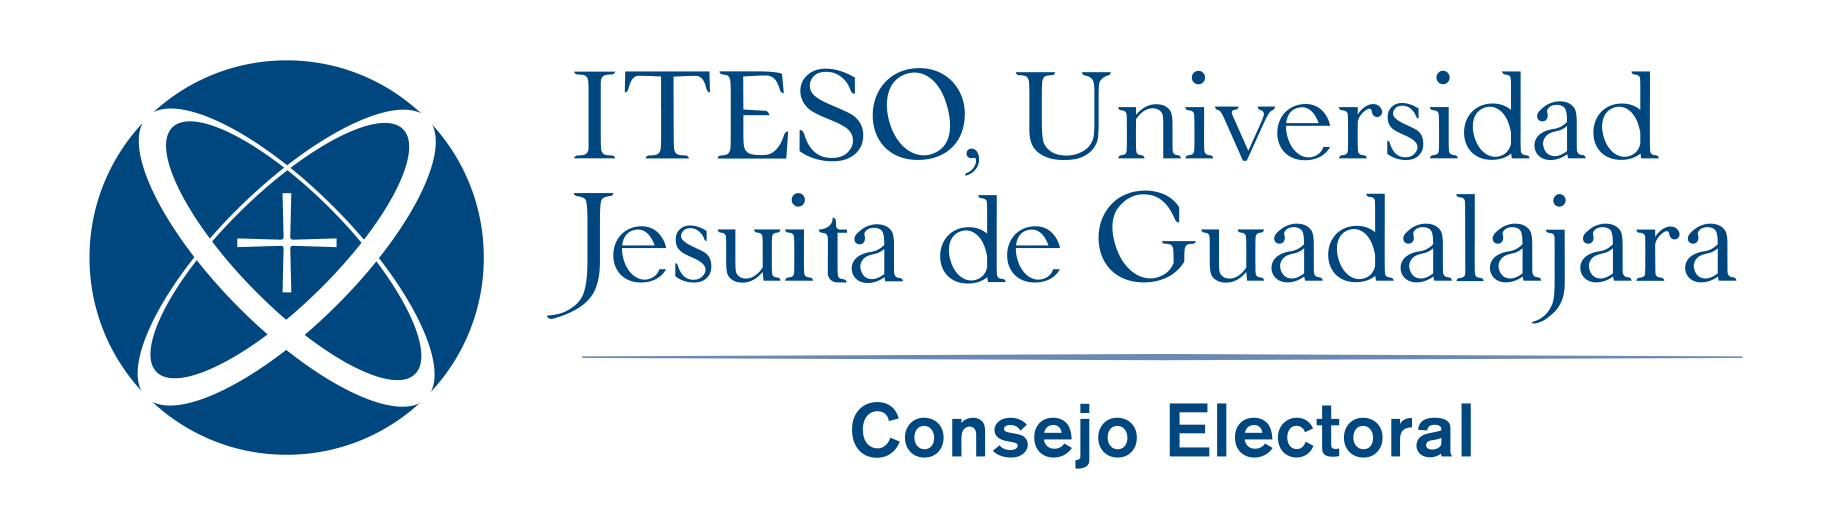 ITESO, Universidad
Jesuita de Guadalajara
Consejo Electoral